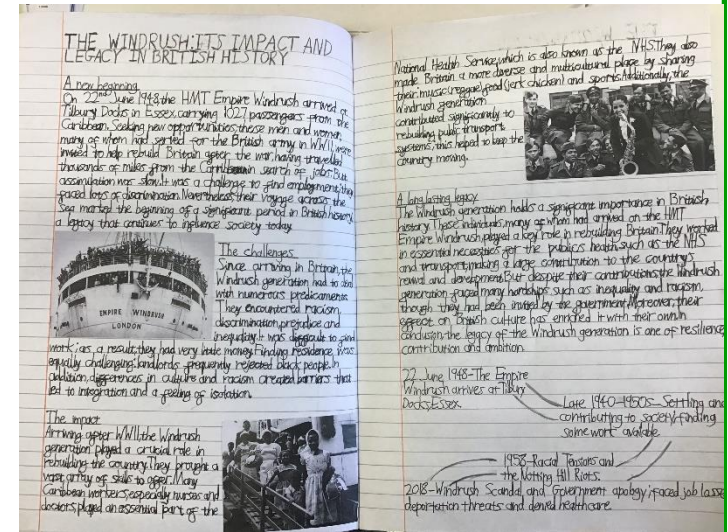 THE WINDRUSH: ITS IMPACT AND
LEGACY IN BRITISH HISTORY
A new beginning
On 22nd June 1948, the HMT Empire Windrush arrived at
Tilbury Docks in Essex, carrying 1027 passengers from the
Caribbean. Seeking new opportunities, these men and women,
many of whom had served for the British army in WWII, were
invited to help rebuild Britain after the war, having travelled
thousands of miles from the Caribbean in search of jobs. But
assimilation was slow. It was a challenge to find employment; they
faced lots of discrimination. Nevertheless, their voyage across the
Sea marked the beginning of a significant period in British history,
a legacy that continues to influence society today.
EMPIRE WINDRUSH
LONDON
The challenges
Since arriving in Britain, the
Windrush generation had to deal
with numerous predicaments.
They encountered racism,
discrimination, prejudice and
inequality. It was difficult to find
work; as a result, they had very little money. Finding residence was
equally challenging: landlords frequently rejected black people. In
addition, differences in culture and racism created barriers that
led to integration and a feeling of isolation.
The impact
Arriving after WWII, the Windrush
generation played a crucial role in
rebuilding the country. They brought a
vast array of skills to offer. Many
Caribbean workers, especially nurses and
doctors, played an essential part of the
National Health Service, which is also known as the NHS. They also
made Britain a more diverse and multicultural place by sharing
their music (reggae), food (jerk chicken) and sports. Additionally, the
Windrush generation
contributed significantly to
rebuilding public transport
systems, this helped to keep the
country moving.
A long lasting legacy
The Windrush generation holds a significant importance in British
history. These individuals, many of whom had arrived on the HMT
Empire Windrush, played a key role in rebuilding Britain. They worked
in essential necessities for the public's health, such as the NHS
and transport, making a large contribution to the country's
revival and development. But despite their contributions, the Windrush
generation faced many hardships, such as inequality and racism,
though they had been invited by the government. Moreover, their
effect on British culture has enriched it with their own. In
conclusion, the legacy of the Windrush generation is one of resilience,
contribution and ambition.
22 June 1948-The Empire
Windrush arrives at Tilbury
Docks, Essex
Late 1940-1950s- Settling and
contributing to society, finding
some work available
1958-Racial Tensions and
the Notting Hill Riots.
2018-Windrush Scandal and Government apology; faced job losses
deportation threats and denied healthcare.